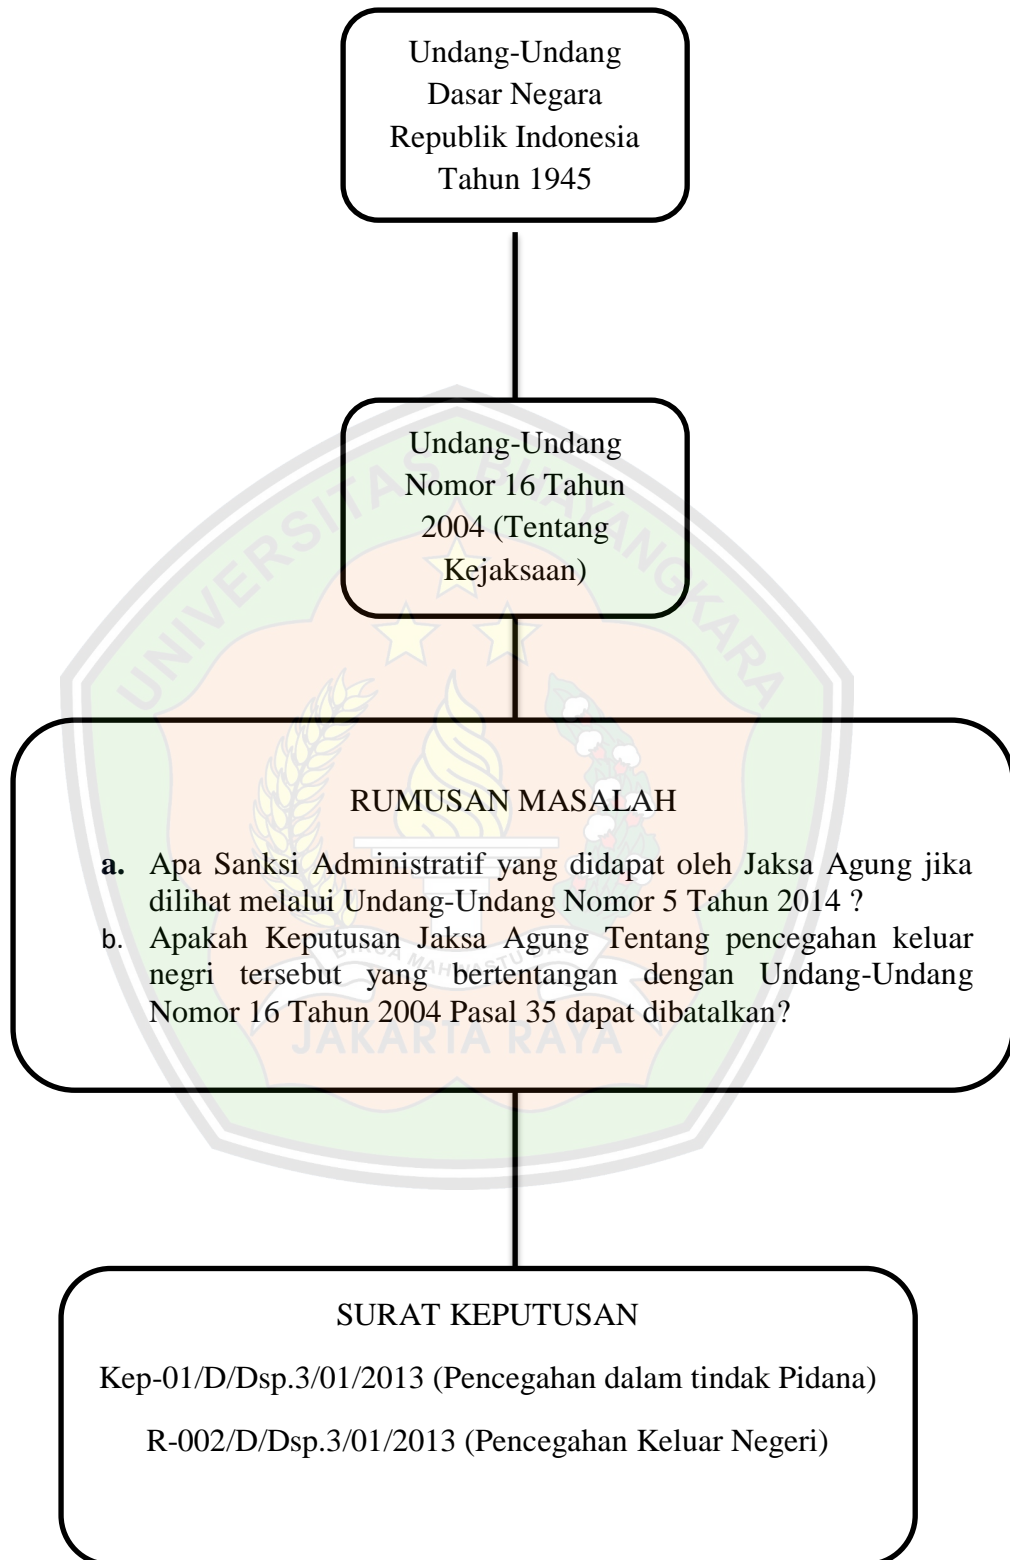 Undang-Undang
Dasar Negara
Republik Indonesia
Tahun 1945
Undang-Undang
Nomor 16 Tahun
2004 (Tentang
Kejaksaan)
UNIVERSITAS BHAYANGKARA
RUMUSAN MASALAH
a. Apa Sanksi Administratif yang didapat oleh Jaksa Agung jika
dilihat melalui Undang-Undang Nomor 5 Tahun 2014 ?
b. Apakah Keputusan Jaksa Agung Tentang pencegahan keluar
negri tersebut yang bertentangan dengan Undang-Undang
Nomor 16 Tahun 2004 Pasal 35 dapat dibatalkan?
JAKARTA RAYA
SURAT KEPUTUSAN
Kep-01/D/Dsp.3/01/2013 (Pencegahan dalam tindak Pidana)
R-002/D/Dsp.3/01/2013 (Pencegahan Keluar Negeri)